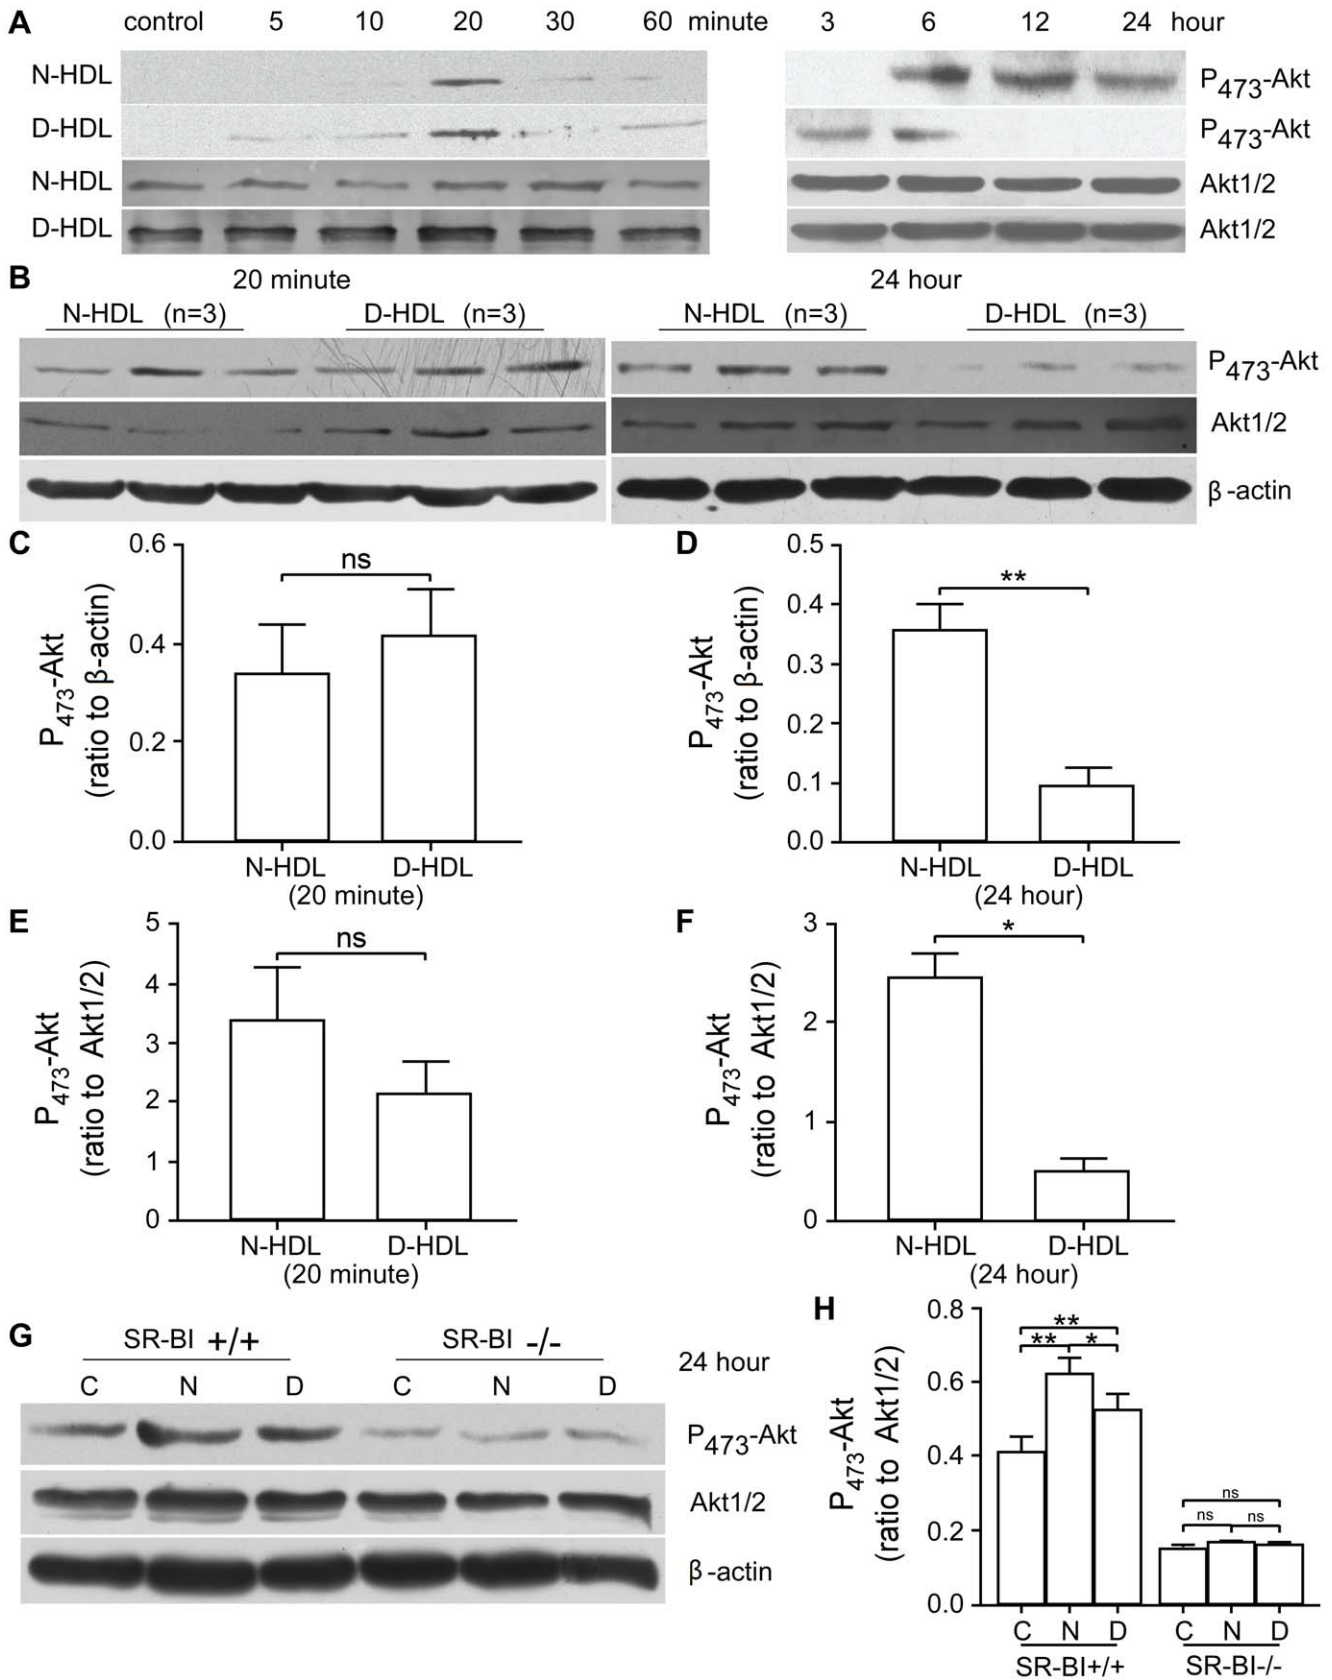 A
control 5 10 20 30 60 minute 3 6 12 24 hour
N-HDL P473-Akt
D-HDL P473-Akt
N-HDL Akt1/2
D-HDL Akt1/2
B 20 minute 24 hour
N-HDL (n=3) D-HDL (n=3) N-HDL (n=3) D-HDL (n=3)
P473-Akt
Akt1/2
β-actin
C
0.6
0.4
0.2
0.0
P473-Akt
(ratio to β-actin)
ns
N-HDL D-HDL
(20 minute)
D
0.5
0.4
0.3
0.2
0.1
0.0
P473-Akt
(ratio to β-actin)
**
N-HDL D-HDL
(24 hour)
E
5
4
3
2
1
0
P473-Akt
(ratio to Akt1/2)
ns
N-HDL D-HDL
(20 minute)
F
3
2
1
0
P473-Akt
(ratio to Akt1/2)
*
N-HDL D-HDL
(24 hour)
G
SR-BI +/+ SR-BI -/-
24 hour
C N D C N D
P473-Akt
Akt1/2
β-actin
H
0.8
0.6
0.4
0.2
0.0
P473-Akt
(ratio to Akt1/2)
**
** *
ns
ns ns
C N D C N D
SR-BI+/+ SR-BI-/-